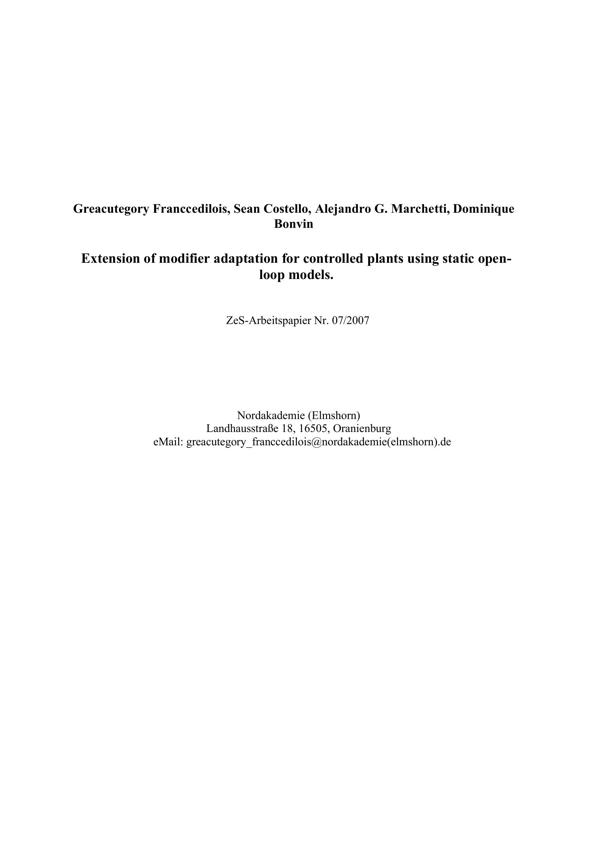 Greacutegory Franccedilois, Sean Costello, Alejandro G. Marchetti, Dominique
Bonvin
Extension of modifier adaptation for controlled plants using static open-
loop models.
ZeS-Arbeitspapier Nr. 07/2007
Nordakademie (Elmshorn)
Landhausstraße 18, 16505, Oranienburg
eMail: greacutegory_franccedilois@nordakademie(elmshorn).de